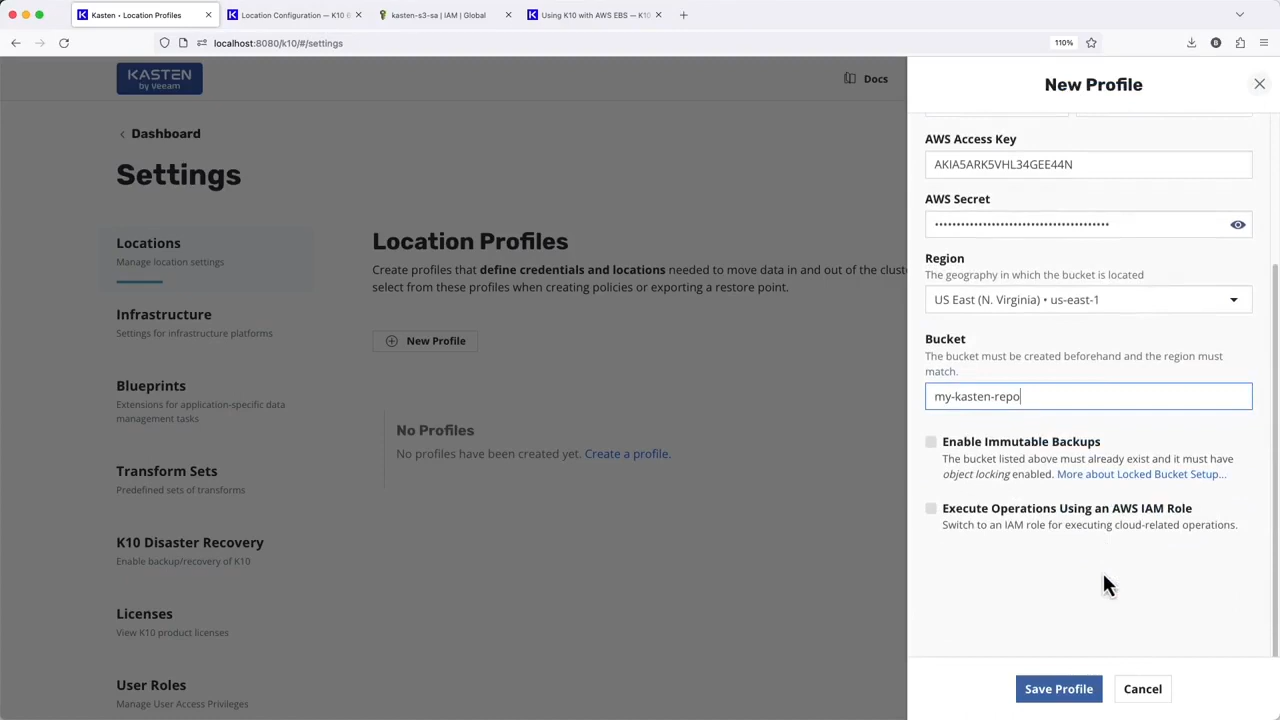 Kasten • Location Profiles
Location Configuration — K10
kasten-s3-sa | IAM | Global
Using K10 with AWS EBS — K10
localhost:8080/k10/#/settings
110%
KASTEN
by Veeam
Docs
Dashboard
Settings
Locations
Manage location settings
Infrastructure
Settings for infrastructure platforms
Blueprints
Extensions for application-specific data
management tasks
Transform Sets
Predefined sets of transforms
K10 Disaster Recovery
Enable backup/recovery of K10
Licenses
View K10 product licenses
User Roles
Manage User Access Privileges
Location Profiles
Create profiles that define credentials and locations needed to move data in and out of the cluste
select from these profiles when creating policies or exporting a restore point.
New Profile
No Profiles
No profiles have been created yet. Create a profile.
New Profile
AWS Access Key
AKIA5ARK5VHL34GEE44N
AWS Secret
Region
The geography in which the bucket is located
US East (N. Virginia) • us-east-1
Bucket
The bucket must be created beforehand and the region must
match.
my-kasten-repo
Enable Immutable Backups
The bucket listed above must already exist and it must have
object locking enabled. More about Locked Bucket Setup...
Execute Operations Using an AWS IAM Role
Switch to an IAM role for executing cloud-related operations.
Save Profile
Cancel